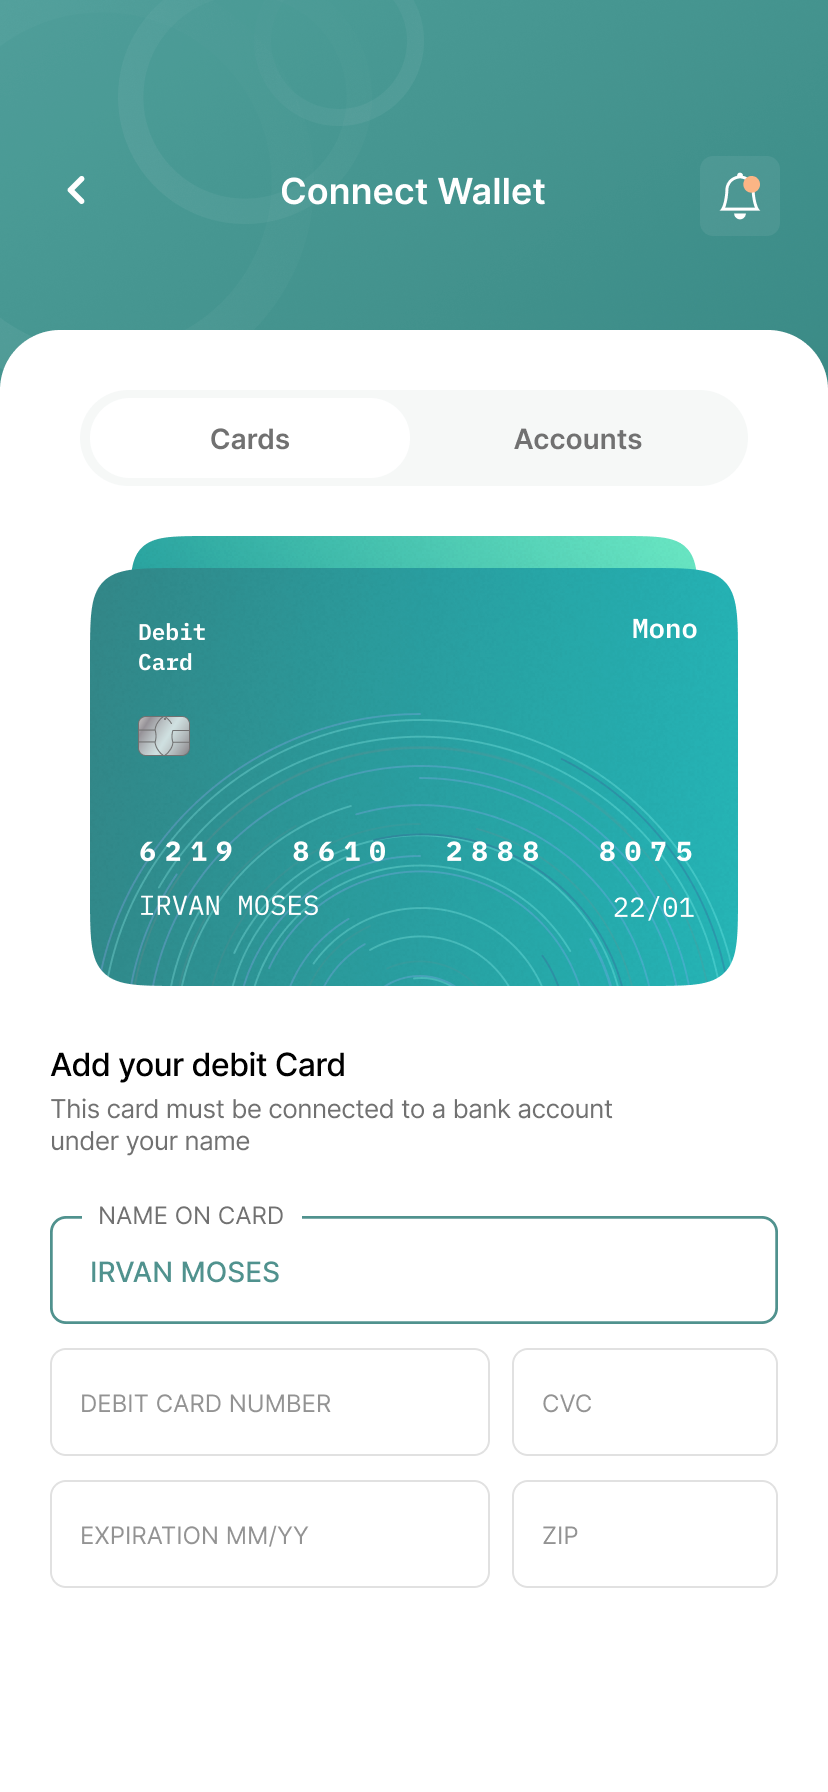 Connect Wallet
Cards
Accounts
Debit
Card
Mono
6219 8610 2888 8075
IRVAN MOSES
22/01
Add your debit Card
This card must be connected to a bank account
under your name
NAME ON CARD
IRVAN MOSES
DEBIT CARD NUMBER
CVC
EXPIRATION MM/YY
ZIP